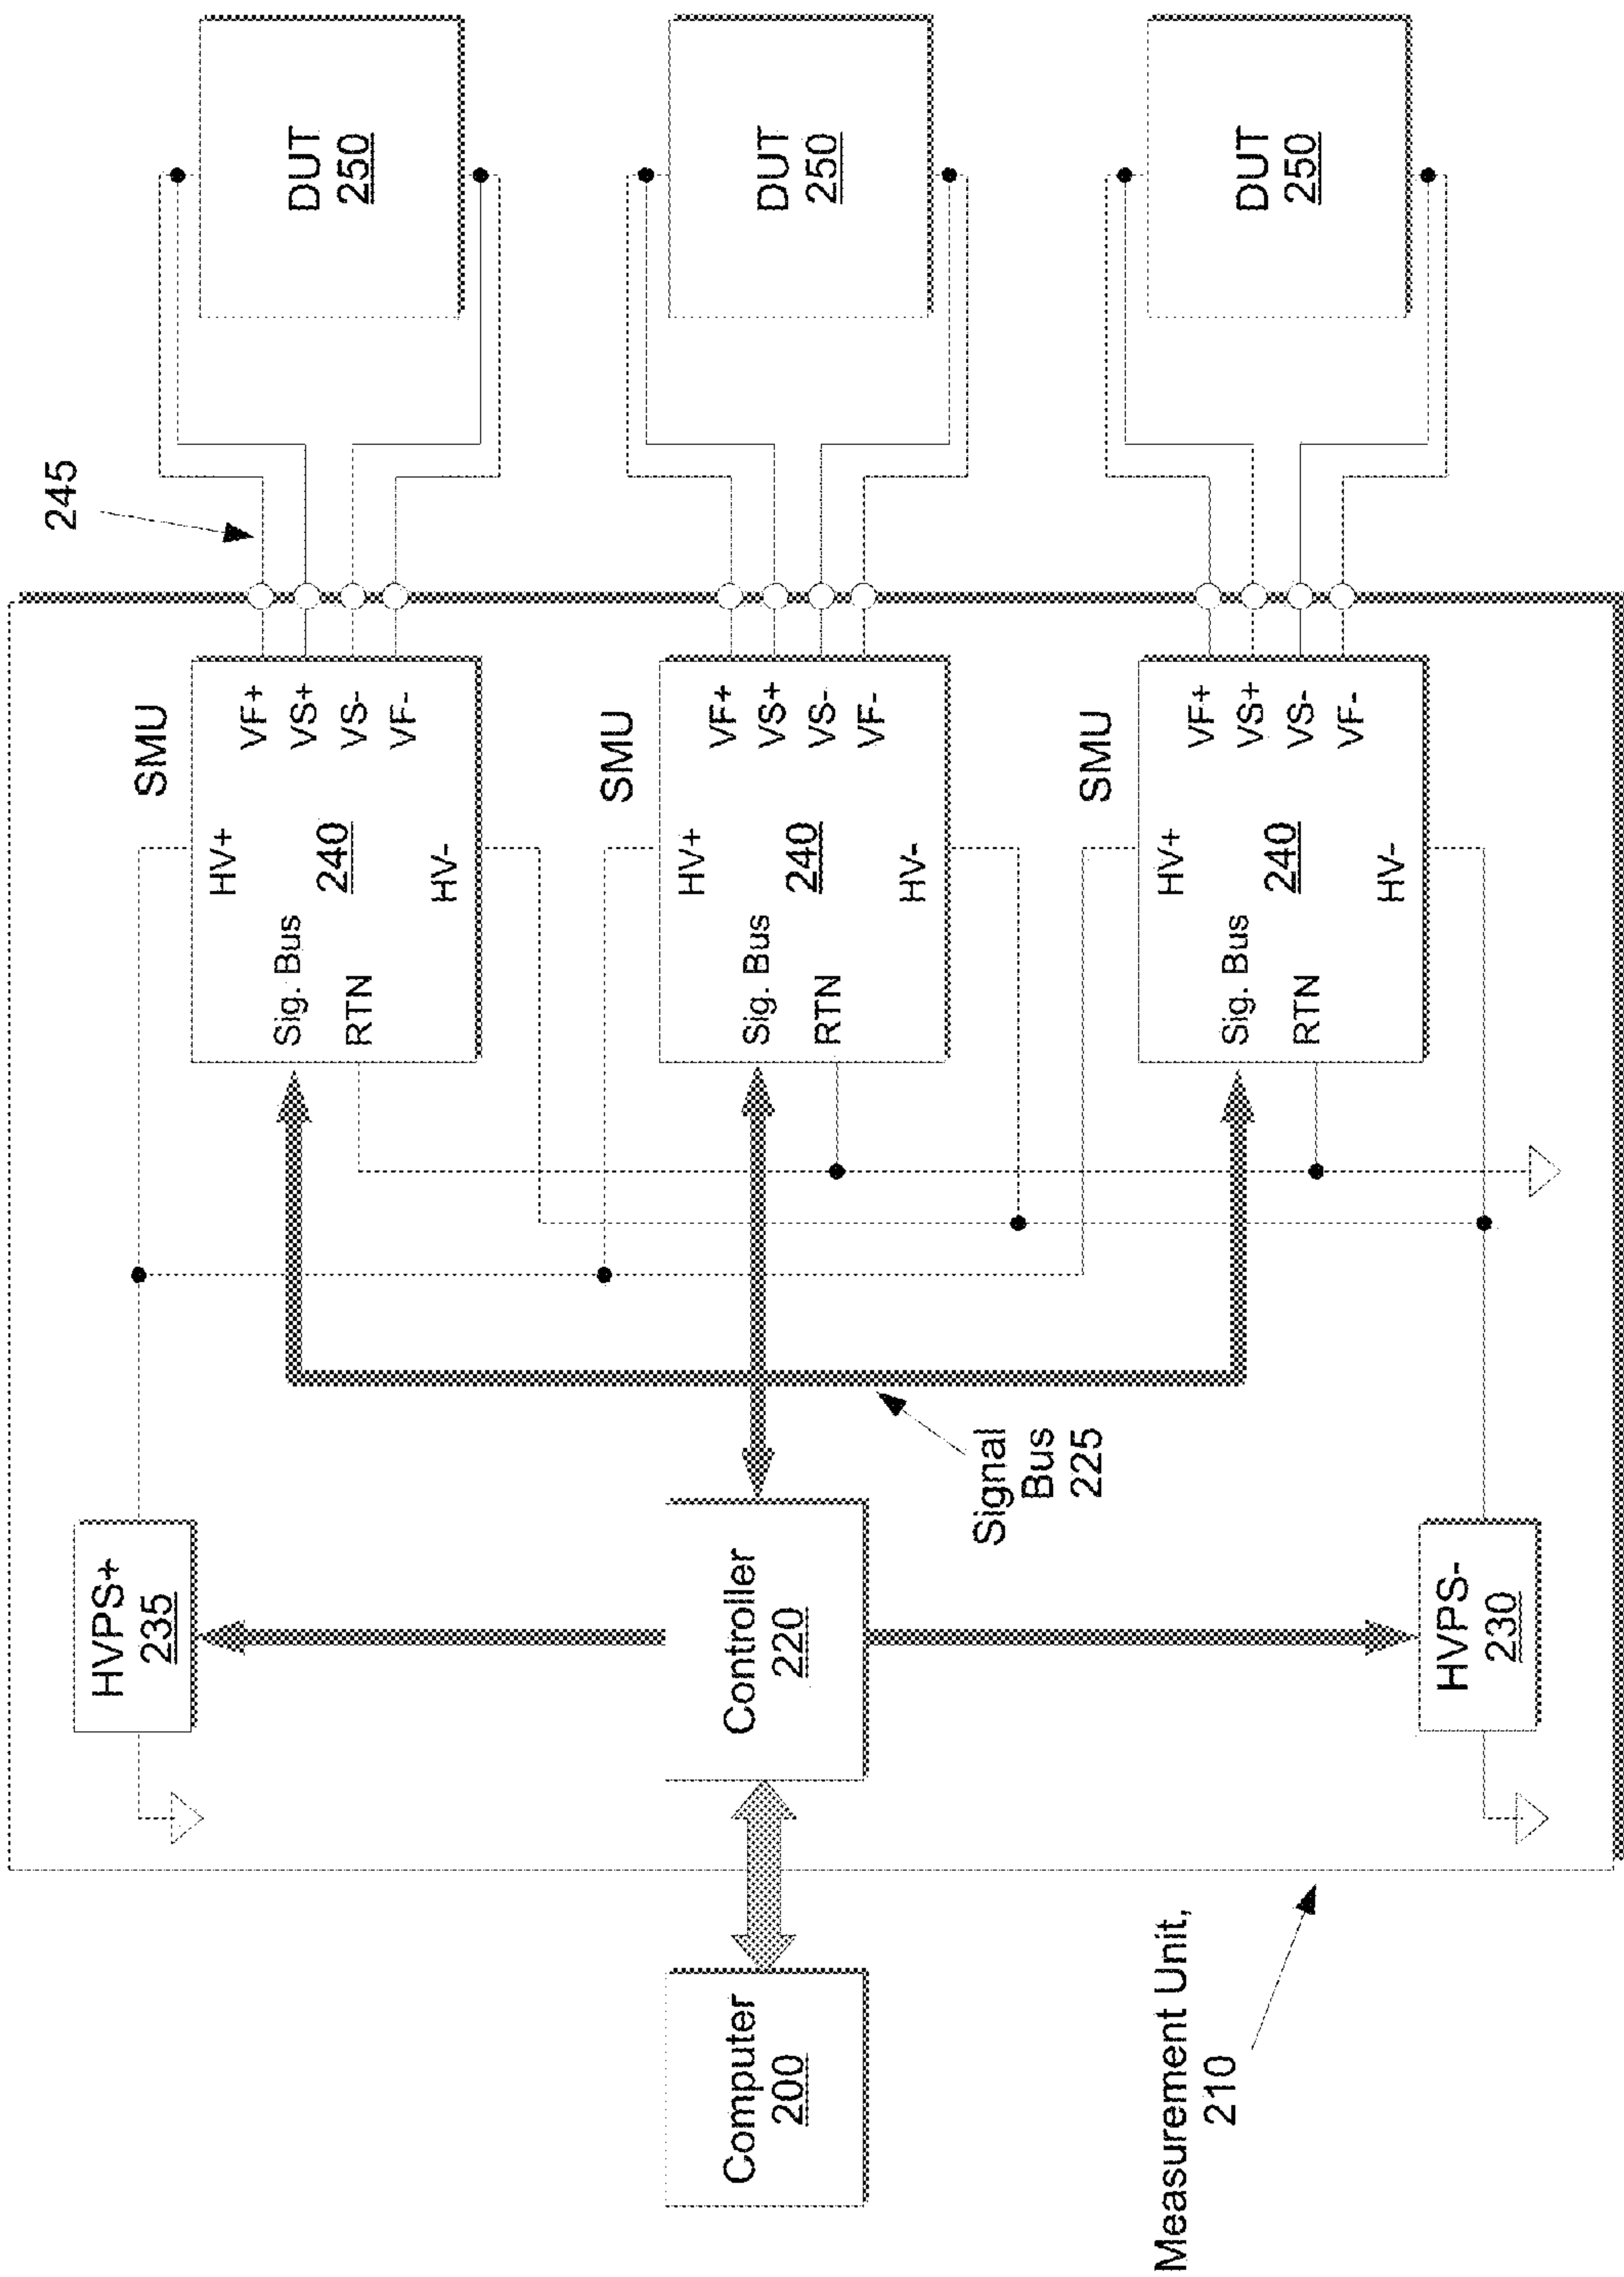 HVPS+
235
Computer
200
Controller
220
HVPS-
230
Signal
Bus
225
Measurement Unit,
210
SMU
HV+
VF+
VS+
VS-
VF-
240
Sig. Bus
RTN
HV-
245
DUT
250
SMU
HV+
VF+
VS+
VS-
VF-
240
Sig. Bus
RTN
HV-
DUT
250
SMU
HV+
VF+
VS+
VS-
VF-
240
Sig. Bus
RTN
HV-
DUT
250